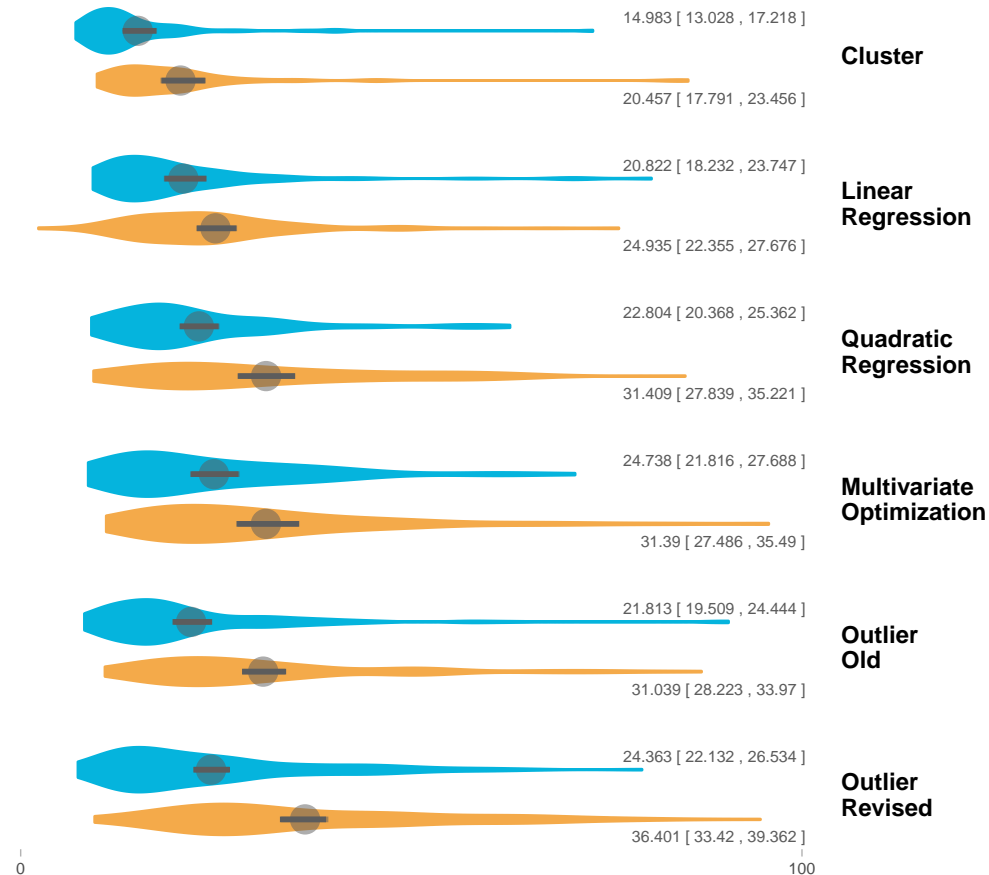 14.983 [ 13.028 , 17.218 ]
Cluster
20.457 [ 17.791 , 23.456 ]
20.822 [ 18.232 , 23.747 ]
Linear
Regression
24.935 [ 22.355 , 27.676 ]
22.804 [ 20.368 , 25.362 ]
Quadratic
Regression
31.409 [ 27.839 , 35.221 ]
24.738 [ 21.816 , 27.688 ]
Multivariate
Optimization
31.39 [ 27.486 , 35.49 ]
21.813 [ 19.509 , 24.444 ]
Outlier
Old
31.039 [ 28.223 , 33.97 ]
24.363 [ 22.132 , 26.534 ]
Outlier
Revised
36.401 [ 33.42 , 39.362 ]
0
100